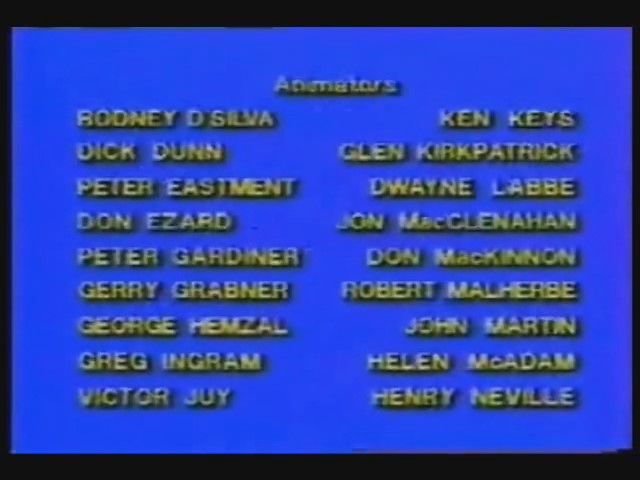 Animators
RODNEY D'SILVA KEN KEYS
DICK DUNN GLEN KIRKPATRICK
PETER EASTMENT DWAYNE LABBE
DON EZARD JON MacCLENAHAN
PETER GARDINER DON MacKINNON
GERRY GRABNER ROBERT MALHERBE
GEORGE HEMZAL JOHN MARTIN
GREG INGRAM HELEN McADAM
VICTOR JUY HENRY NEVILLE